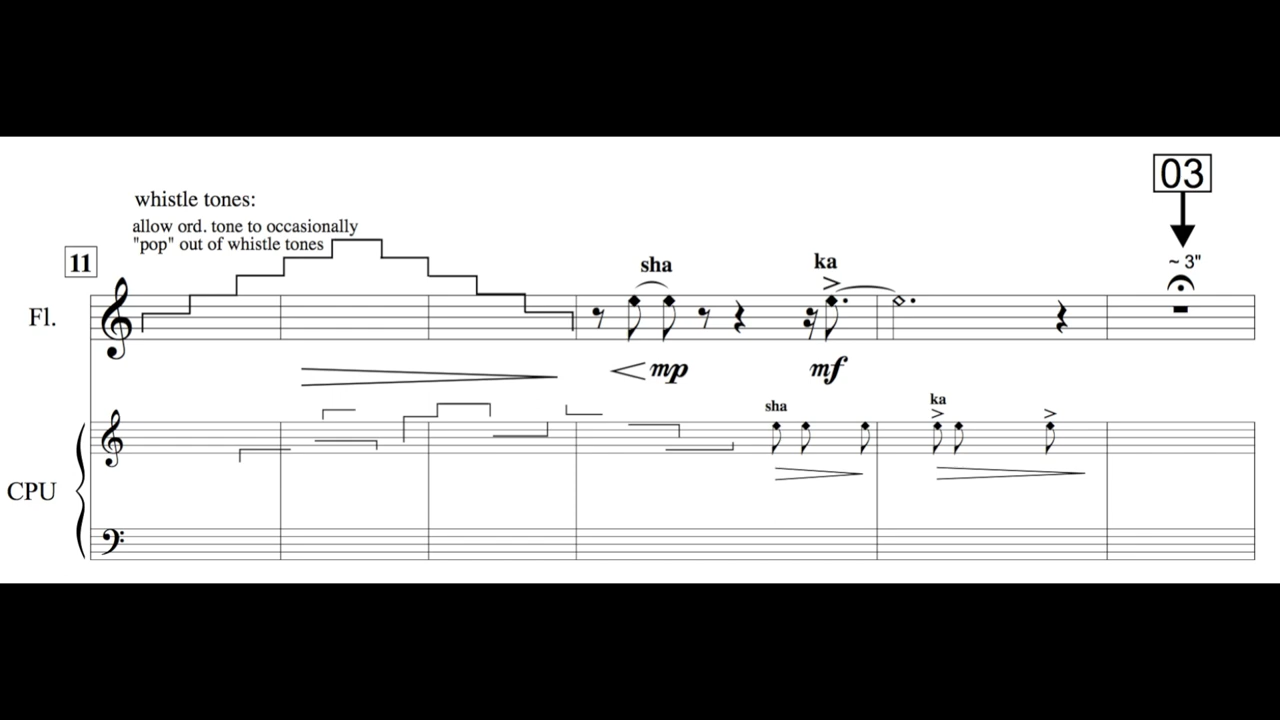 03
whistle tones:
allow ord. tone to occasionally
"pop" out of whistle tones
11
sha
ka
~ 3"
Fl.
mp
mf
sha
ka
CPU